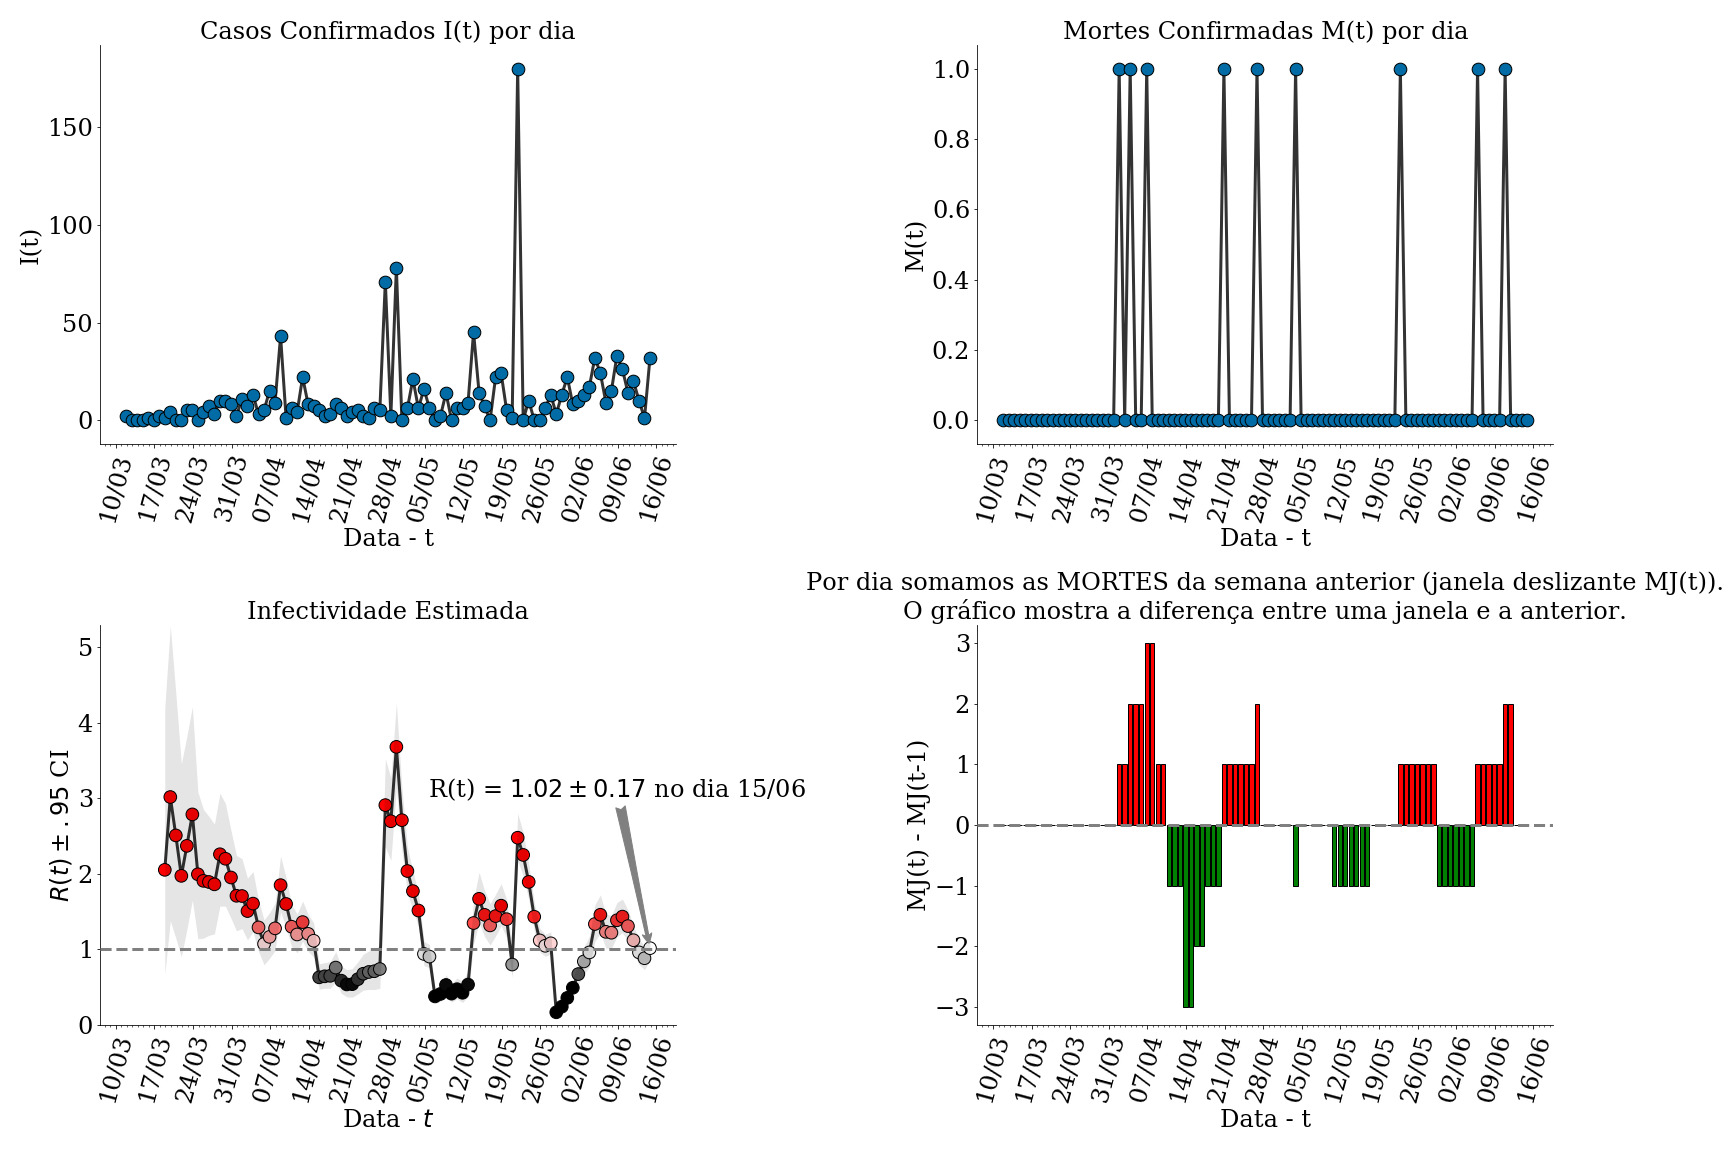 Casos Confirmados I(t) por dia
I(t)
150
100
50
0
10/03 17/03 24/03 31/03 07/04 14/04 21/04 28/04 05/05 12/05 19/05 26/05 02/06 09/06 16/06
Data - t
Mortes Confirmadas M(t) por dia
M(t)
1.0
0.8
0.6
0.4
0.2
0.0
10/03 17/03 24/03 31/03 07/04 14/04 21/04 28/04 05/05 12/05 19/05 26/05 02/06 09/06 16/06
Data - t
Infectividade Estimada
R(t) ± .95 CI
5
4
3
2
1
0
R(t) = 1.02 ± 0.17 no dia 15/06
10/03 17/03 24/03 31/03 07/04 14/04 21/04 28/04 05/05 12/05 19/05 26/05 02/06 09/06 16/06
Data - t
Por dia somamos as MORTES da semana anterior (janela deslizante MJ(t)).
O gráfico mostra a diferença entre uma janela e a anterior.
MJ(t) - MJ(t-1)
3
2
1
0
−1
−2
−3
10/03 17/03 24/03 31/03 07/04 14/04 21/04 28/04 05/05 12/05 19/05 26/05 02/06 09/06 16/06
Data - t